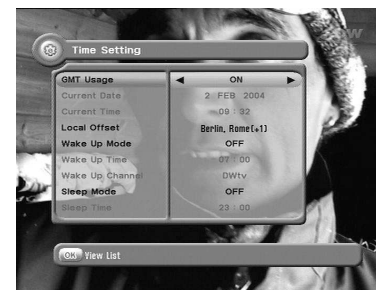 W
Time Setting
GMT Usage ON
Current Date 2 FEB 2004
Current Time 09 : 32
Local Offset Berlin, Rome(+1)
Wake Up Mode OFF
Wake Up Time 07 : 00
Wake Up Channel DWtv
Sleep Mode OFF
Sleep Time 23 : 00
OK View List